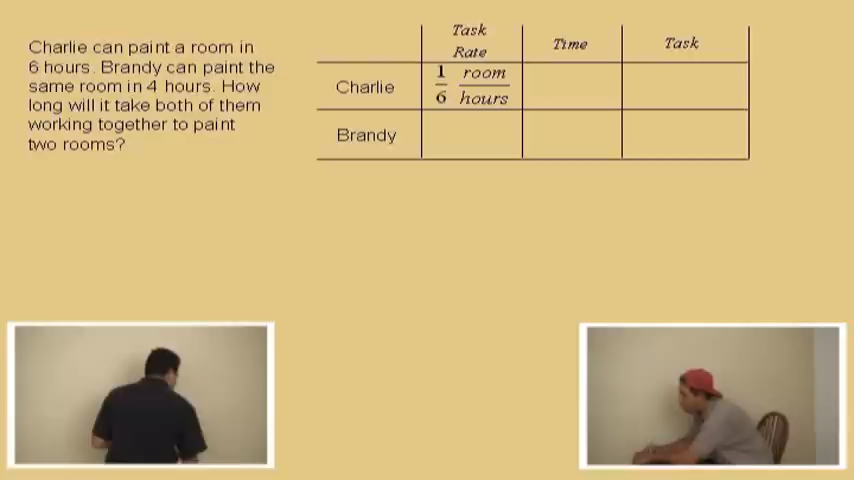 Charlie can paint a room in
6 hours. Brandy can paint the
same room in 4 hours. How
long will it take both of them
working together to paint
two rooms?
Task
Rate
Time
Task
Charlie
1/6 room/hours
Brandy